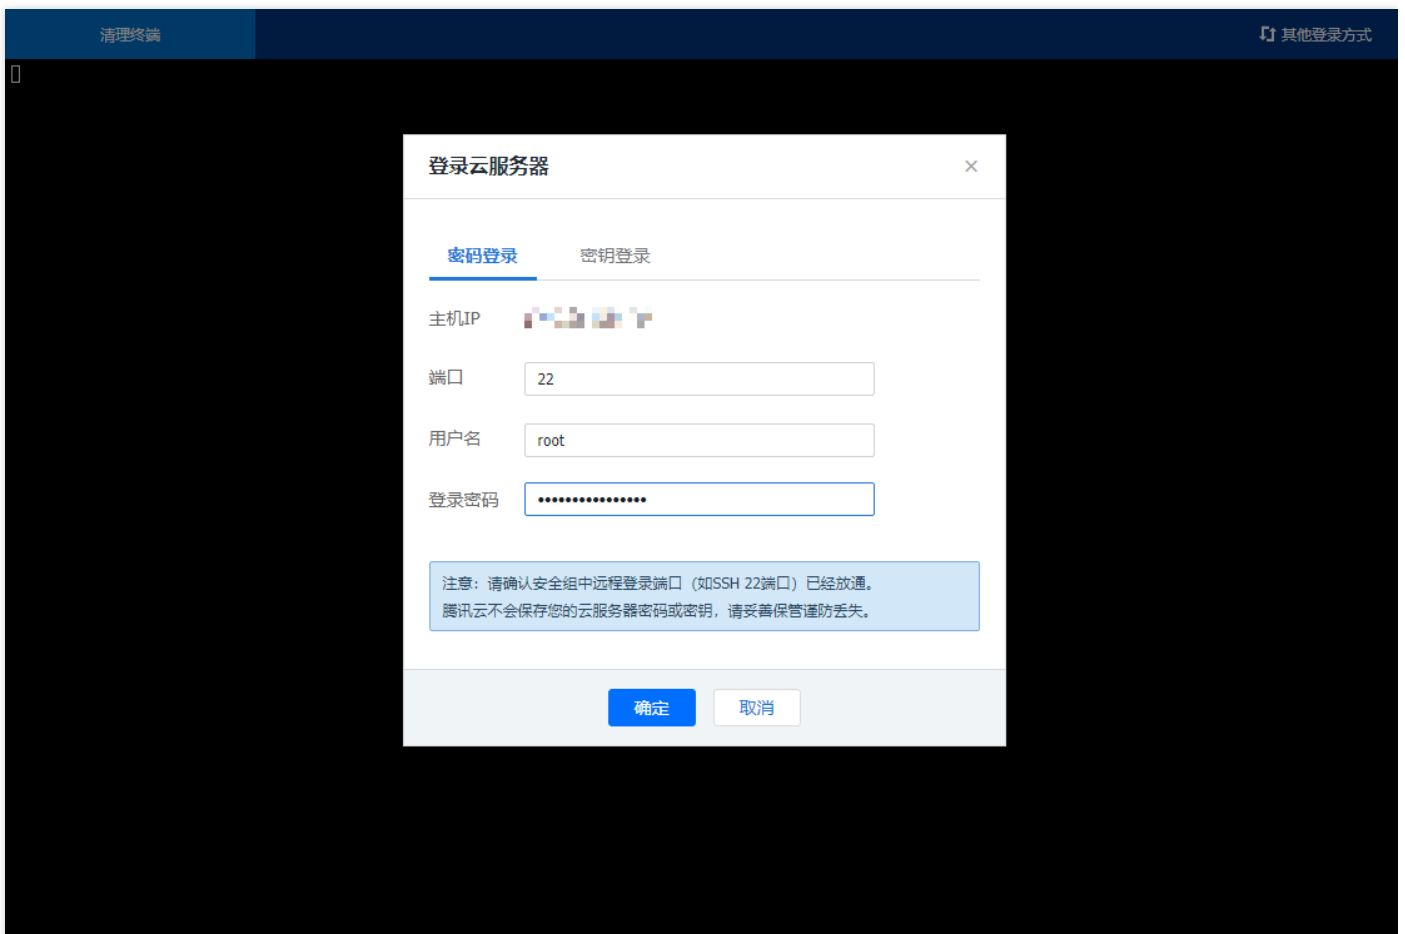 清理终端
其他登录方式
登录云服务器
密码登录
密钥登录
主机IP
端口
22
用户名
root
登录密码
••••••••••••••••
注意：请确认安全组中远程登录端口（如SSH 22端口）已经放通。
腾讯云不会保存您的云服务器密码或密钥，请妥善保管谨防丢失。
确定
取消